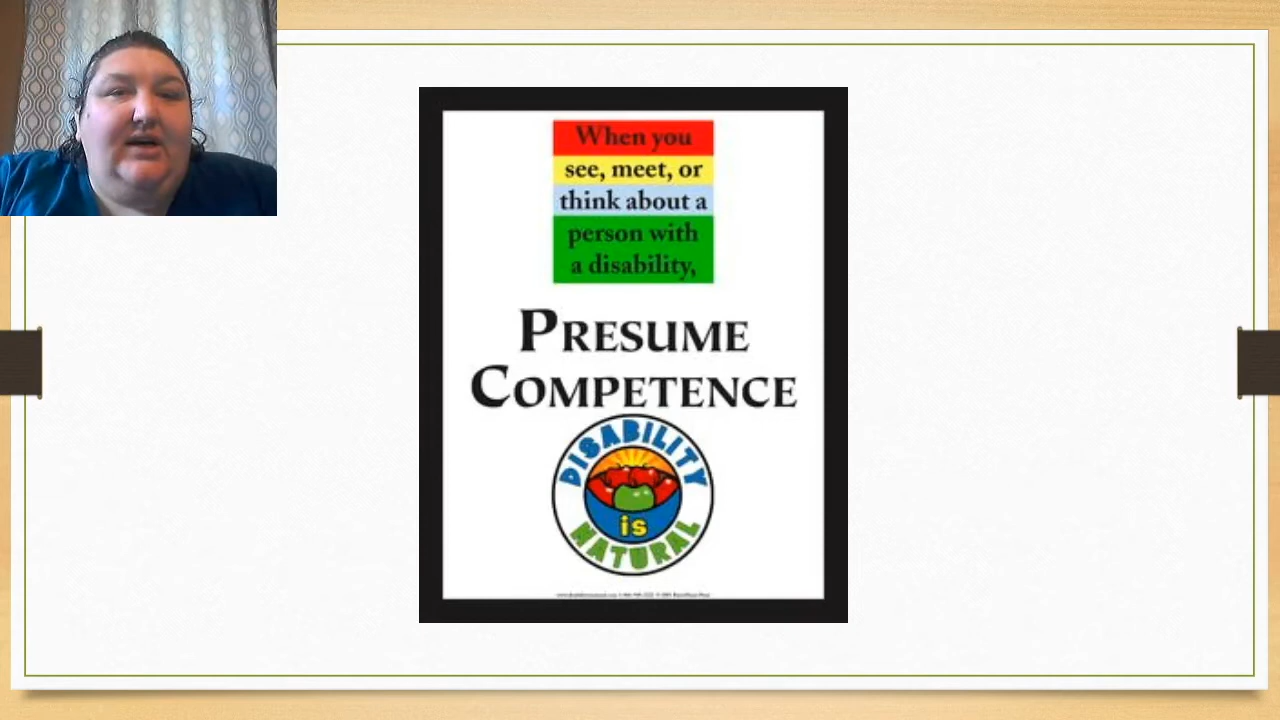 When you
see, meet, or
think about a
person with
a disability,
PRESUME
COMPETENCE
DISABILITY
is
NATURAL